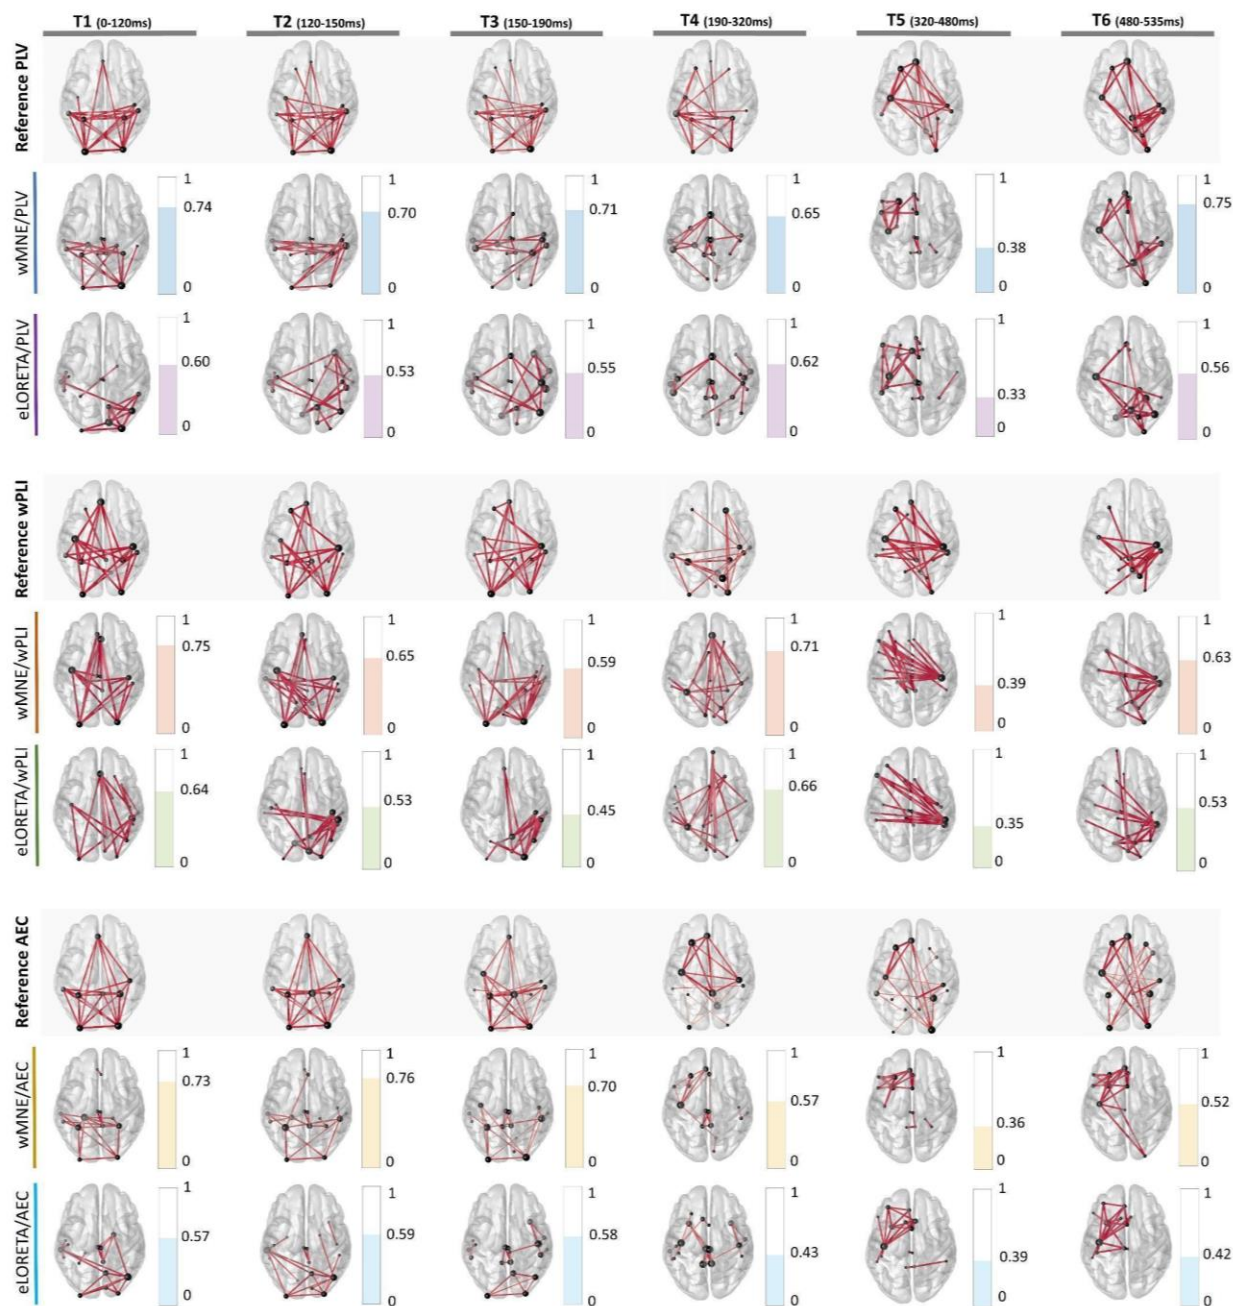 T1 (0-120ms) T2 (120-150ms) T3 (150-190ms) T4 (190-320ms) T5 (320-480ms) T6 (480-535ms)
Reference PLV
wMNE/PLV
1 1 1 1 1 1
0.74 0.70 0.71 0.65 0.38 0.75
0 0 0 0 0 0
eLORETA/PLV
1 1 1 1 1 1
0.60 0.53 0.55 0.62 0.33 0.56
0 0 0 0 0 0
Reference wPLI
wMNE/wPLI
1 1 1 1 1 1
0.75 0.65 0.59 0.71 0.39 0.63
0 0 0 0 0 0
eLORETA/wPLI
1 1 1 1 1 1
0.64 0.53 0.45 0.66 0.35 0.53
0 0 0 0 0 0
Reference AEC
wMNE/AEC
1 1 1 1 1 1
0.73 0.76 0.70 0.57 0.36 0.52
0 0 0 0 0 0
eLORETA/AEC
1 1 1 1 1 1
0.57 0.59 0.58 0.43 0.39 0.42
0 0 0 0 0 0